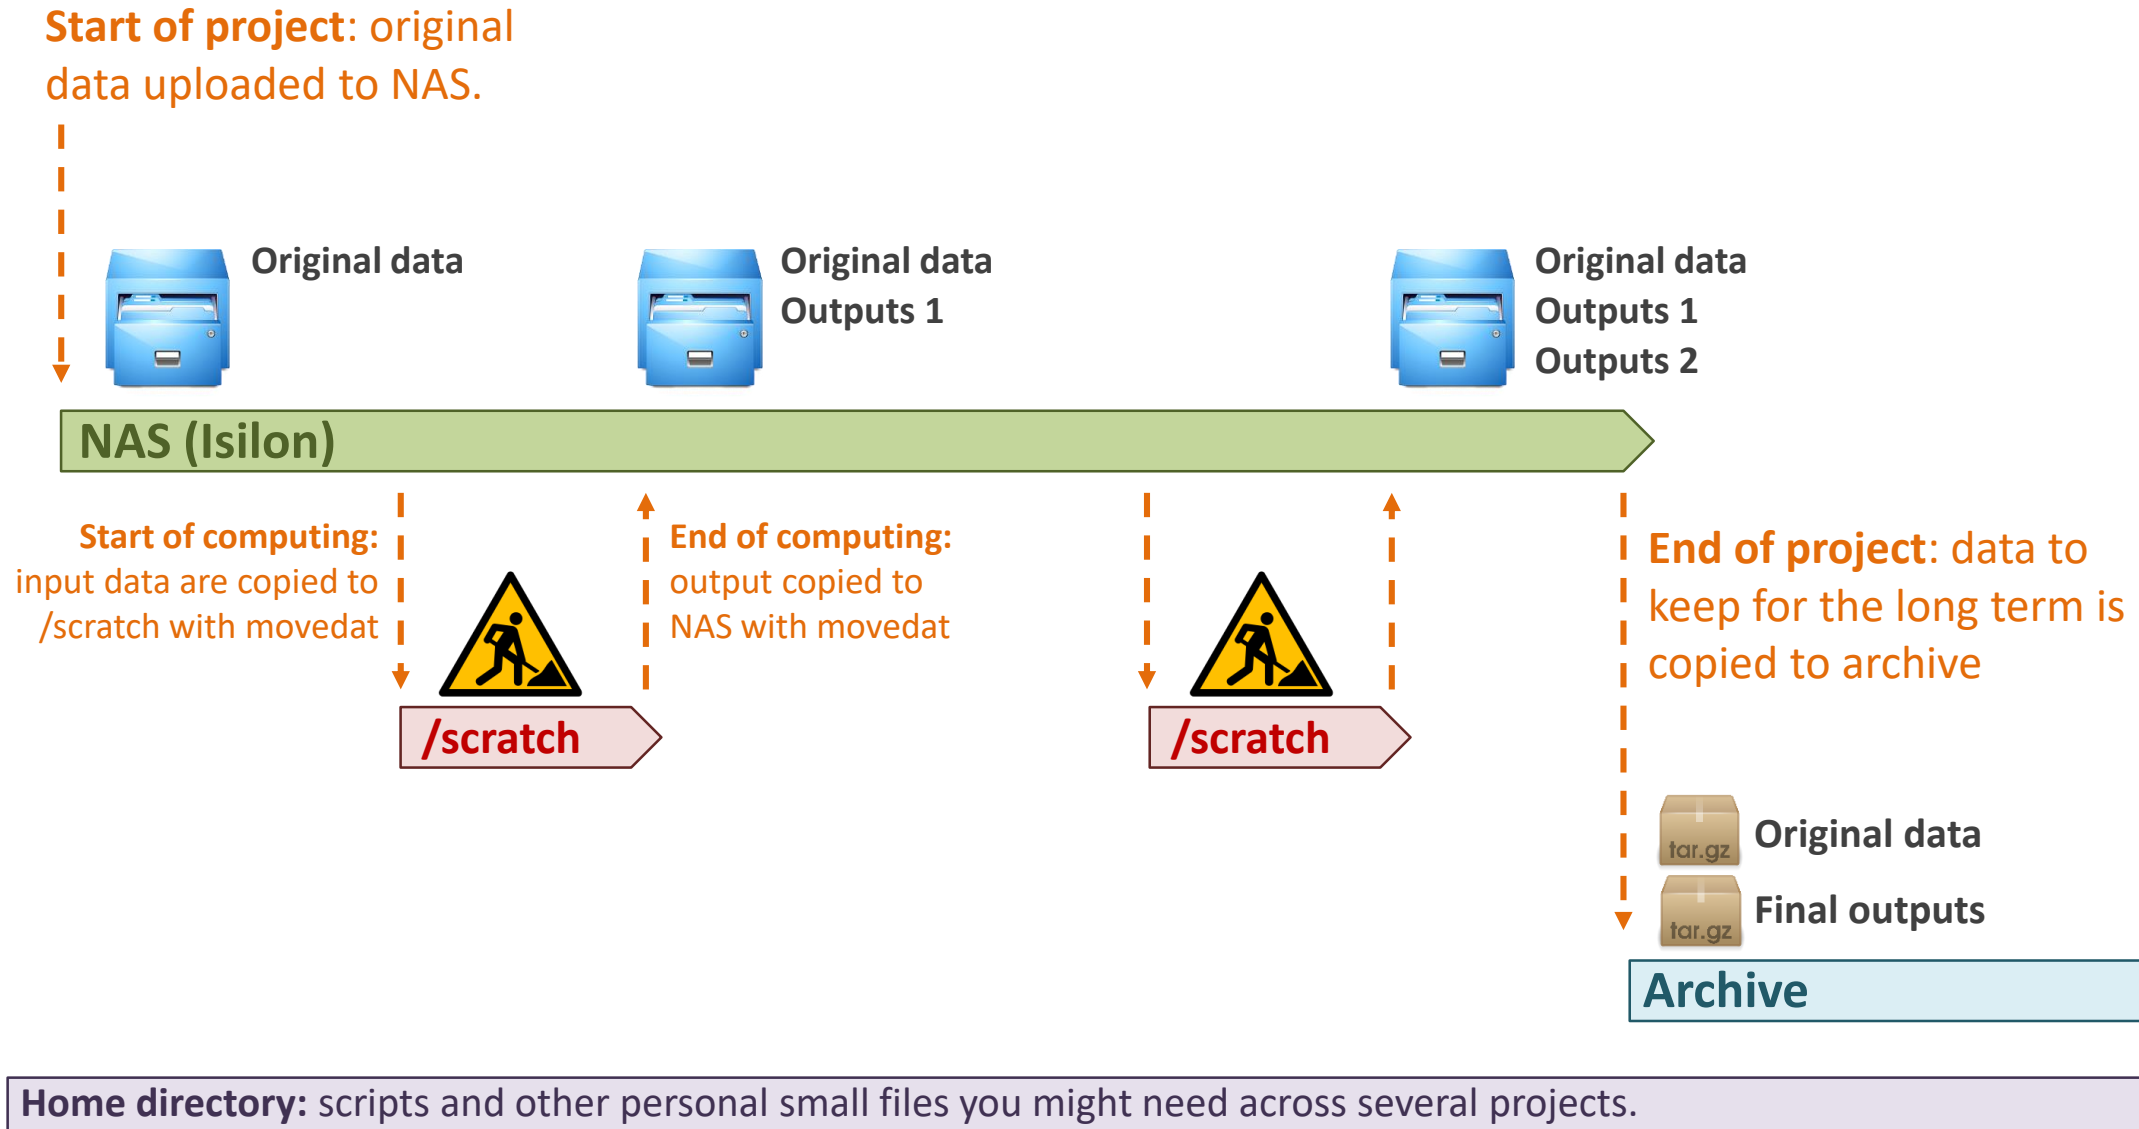 Start of project: original
data uploaded to NAS.
Original data
Original data
Outputs 1
Original data
Outputs 1
Outputs 2
NAS (Isilon)
Start of computing:
input data are copied to
/scratch with movedat
End of computing:
output copied to
NAS with movedat
End of project: data to
keep for the long term is
copied to archive
/scratch
/scratch
tar.gz
Original data
tar.gz
Final outputs
Archive
Home directory: scripts and other personal small files you might need across several projects.